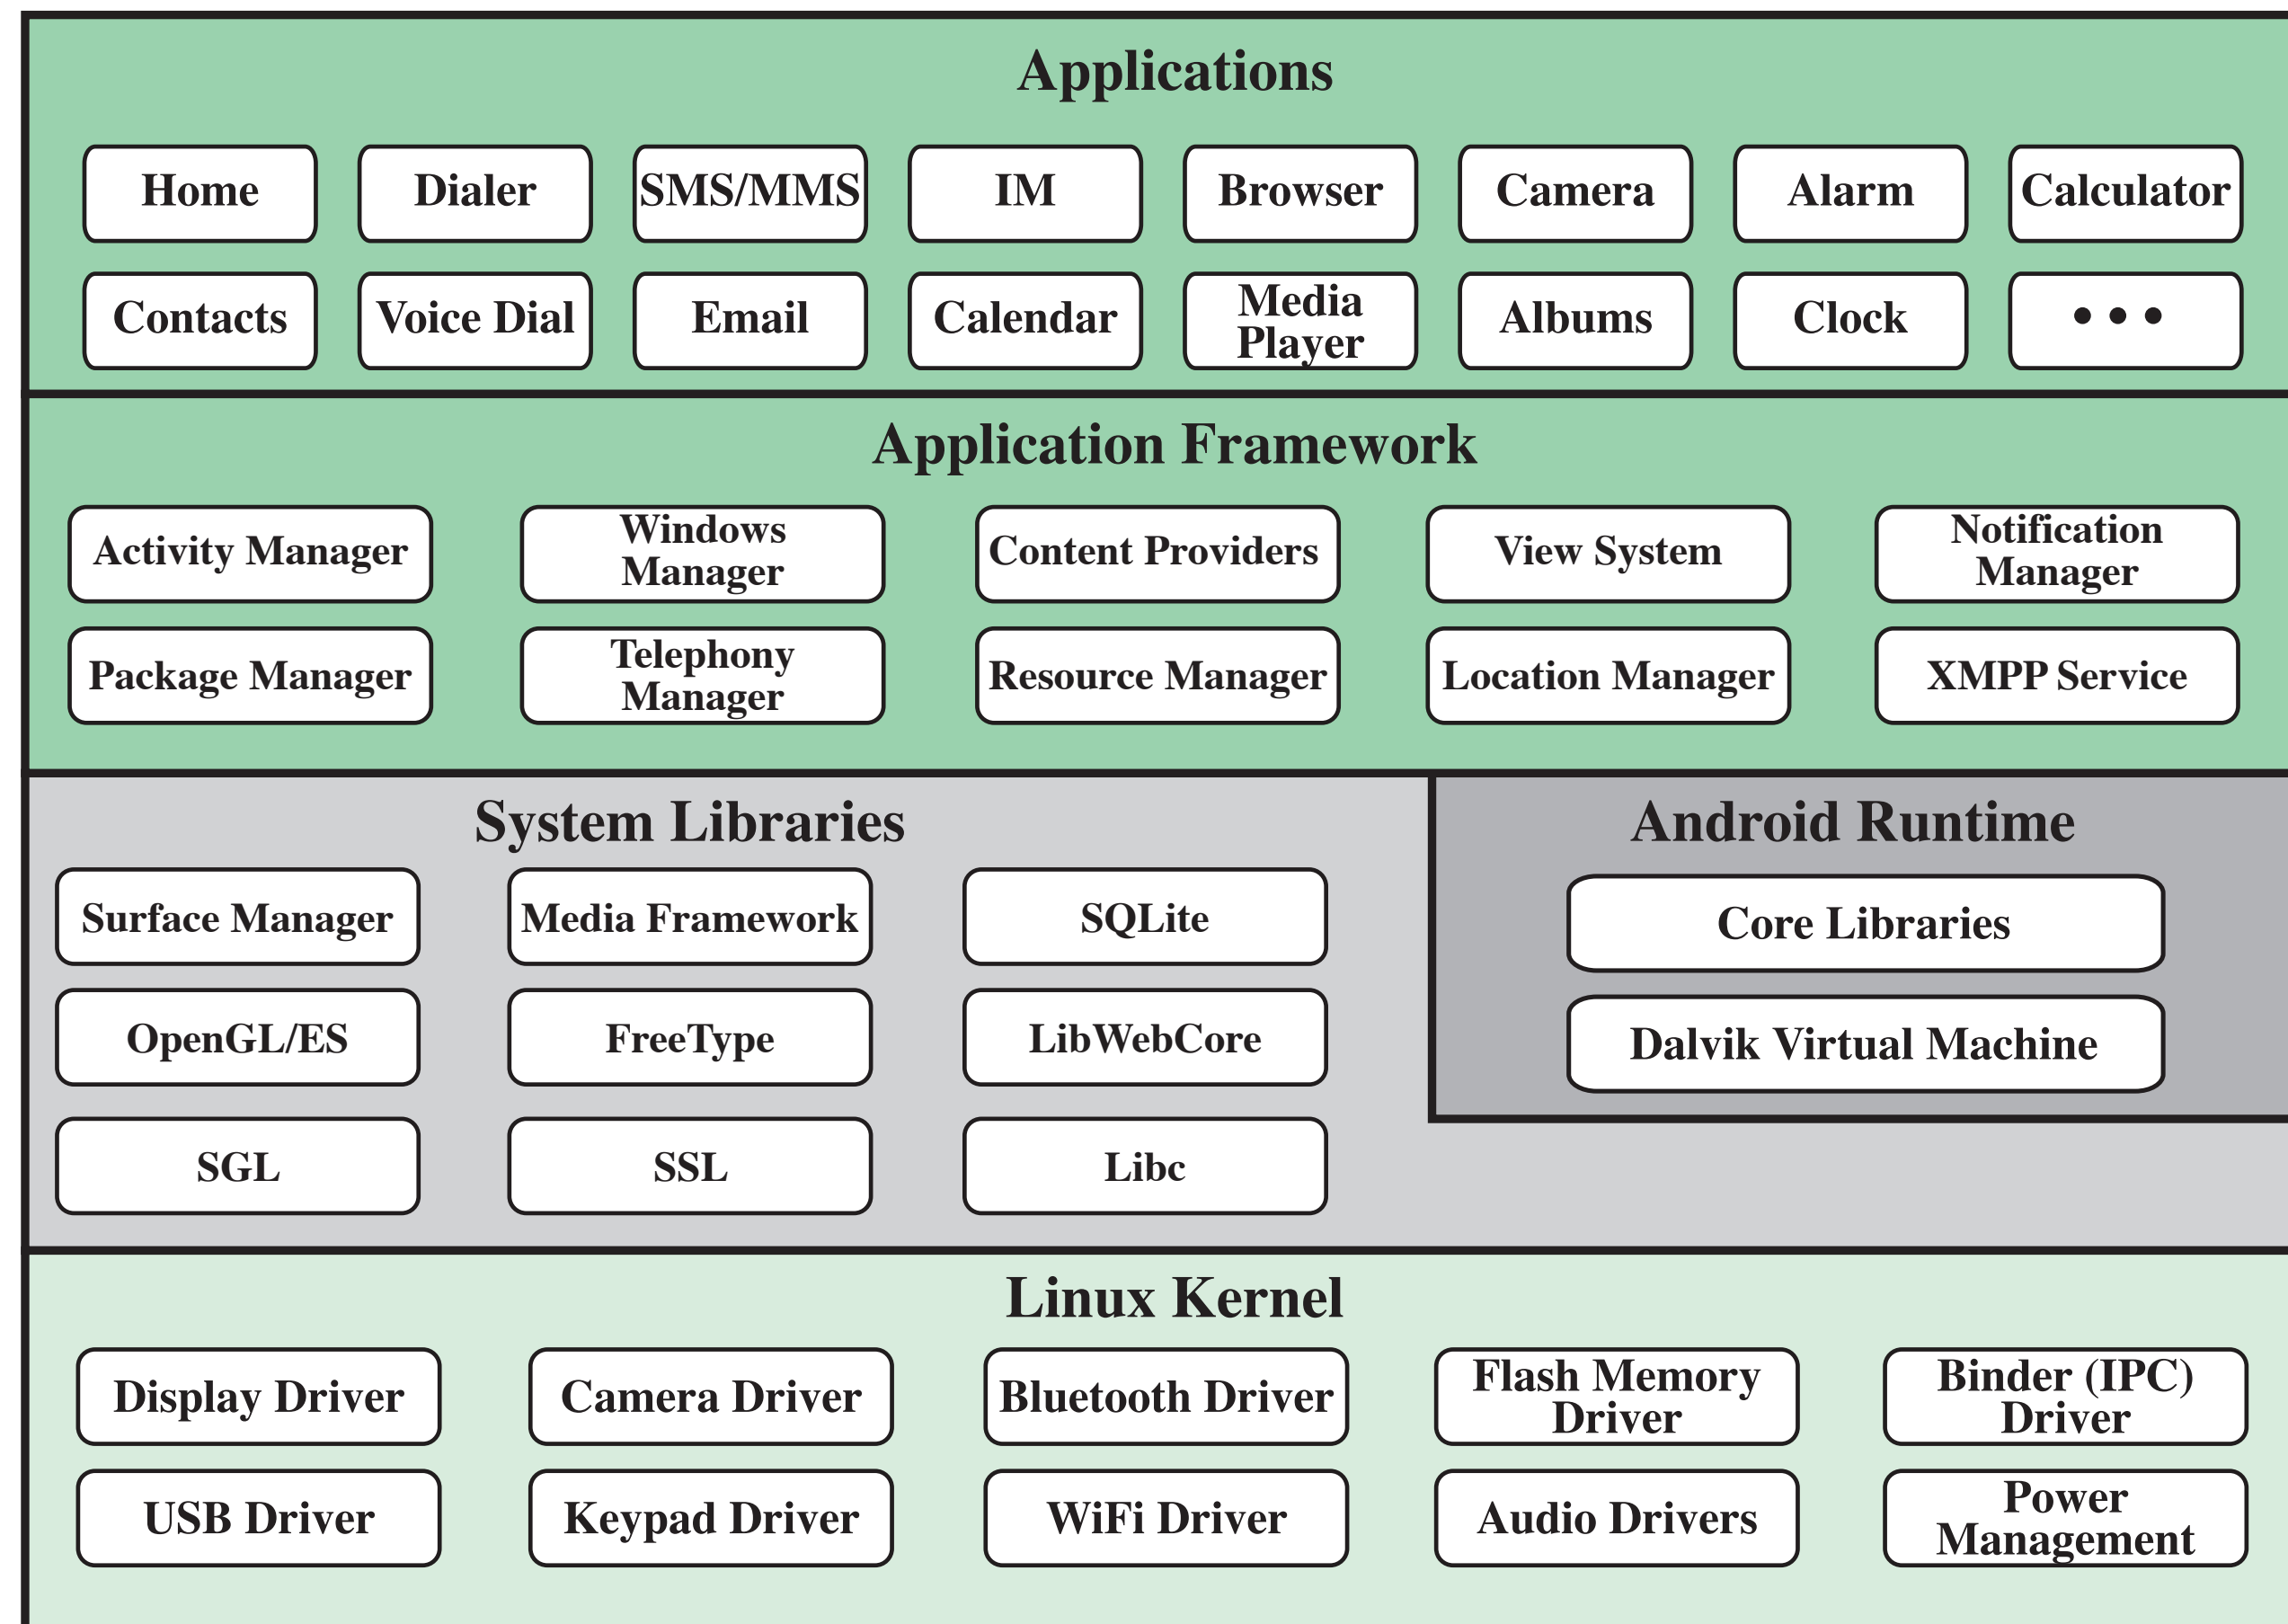 Applications
Home
Dialer
SMS/MMS
IM
Browser
Camera
Alarm
Calculator
Contacts
Voice Dial
Email
Calendar
Media
Player
Albums
Clock
•••
Application Framework
Activity Manager
Windows
Manager
Content Providers
View System
Notification
Manager
Package Manager
Telephony
Manager
Resource Manager
Location Manager
XMPP Service
System Libraries
Surface Manager
Media Framework
SQLite
OpenGL/ES
FreeType
LibWebCore
SGL
SSL
Libc
Android Runtime
Core Libraries
Dalvik Virtual Machine
Linux Kernel
Display Driver
Camera Driver
Bluetooth Driver
Flash Memory
Driver
Binder (IPC)
Driver
USB Driver
Keypad Driver
WiFi Driver
Audio Drivers
Power
Management